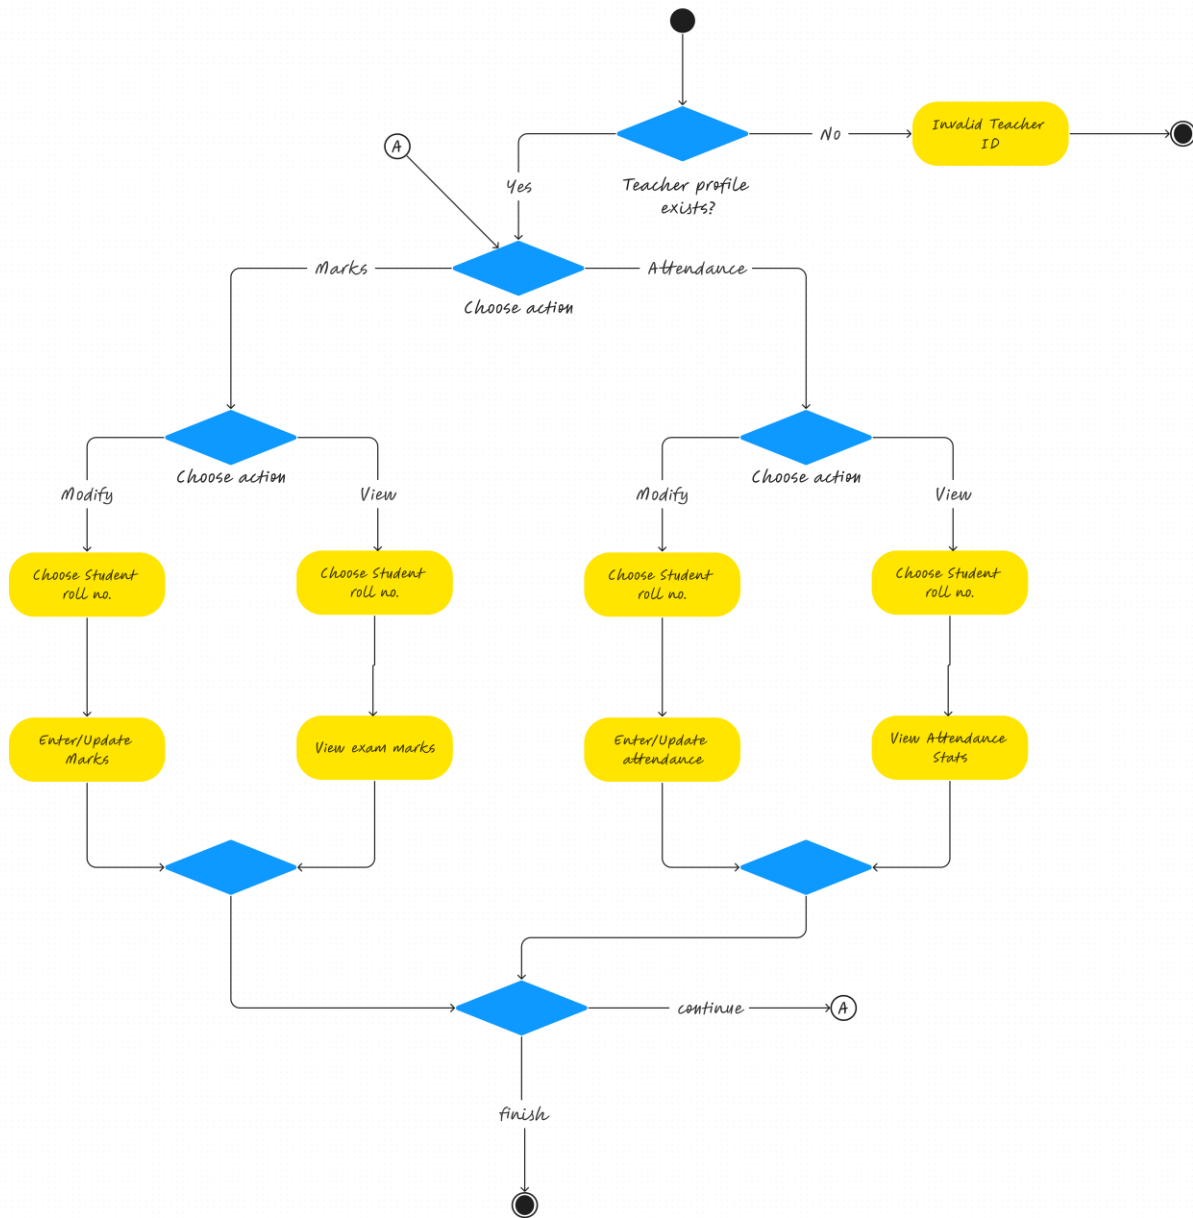 No
Invalid Teacher
ID
A
Yes
Teacher profile
exists?
Marks
Attendance
Choose action
Choose action
Choose action
Modify
View
Modify
View
Choose Student
roll no.
Choose Student
roll no.
Choose Student
roll no.
Choose Student
roll no.
Enter/Update
Marks
View exam marks
Enter/Update
attendance
View Attendance
Stats
continue
A
finish